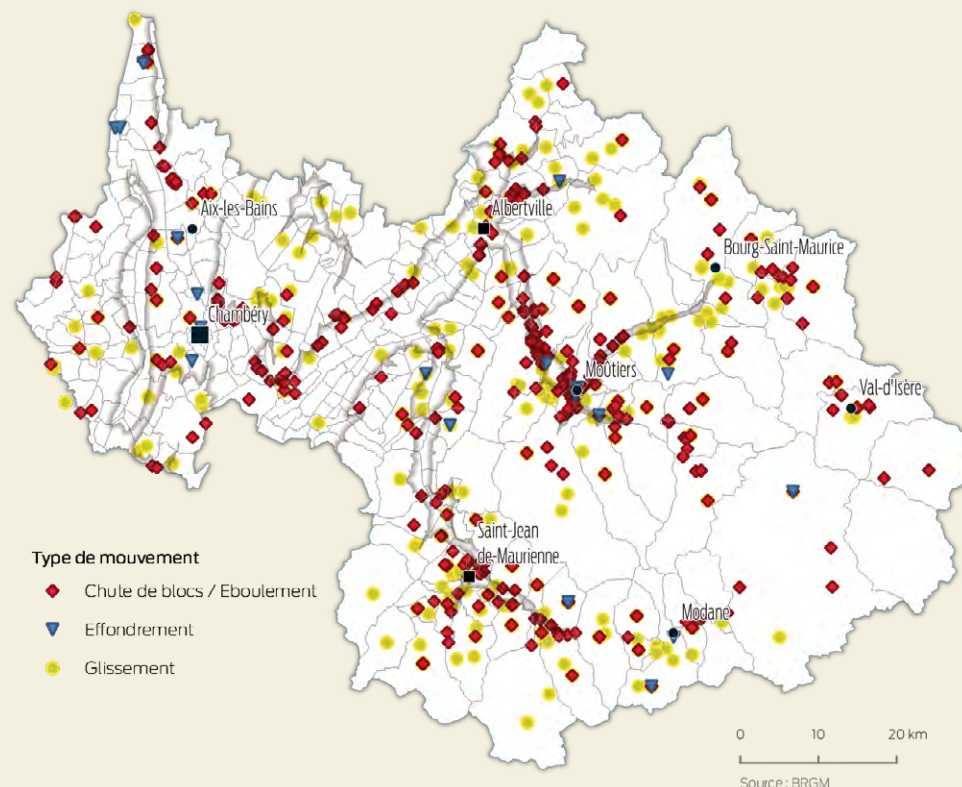 Aix-les-Bains
Albertville
Bourg-Saint-Maurice
Chambéry
Moûtiers
Val-d'Isère
Saint-Jean
de-Maurienne
Modane
Type de mouvement
Chute de blocs / Eboulement
Effondrement
Glissement
0 10 20 km
Source : BRGM